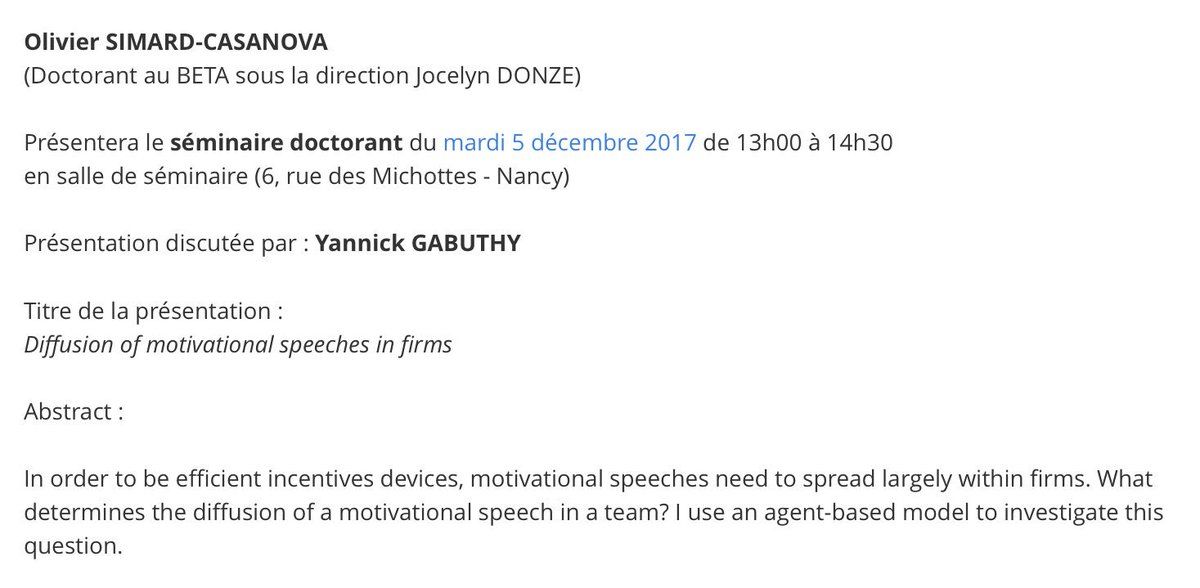 Olivier SIMARD-CASANOVA
(Doctorant au BETA sous la direction Jocelyn DONZE)
Présentera le séminaire doctorant du mardi 5 décembre 2017 de 13h00 à 14h30
en salle de séminaire (6, rue des Michottes - Nancy)
Présentation discutée par : Yannick GABUTHY
Titre de la présentation :
Diffusion of motivational speeches in firms
Abstract :
In order to be efficient incentives devices, motivational speeches need to spread largely within firms. What
determines the diffusion of a motivational speech in a team? I use an agent-based model to investigate this
question.